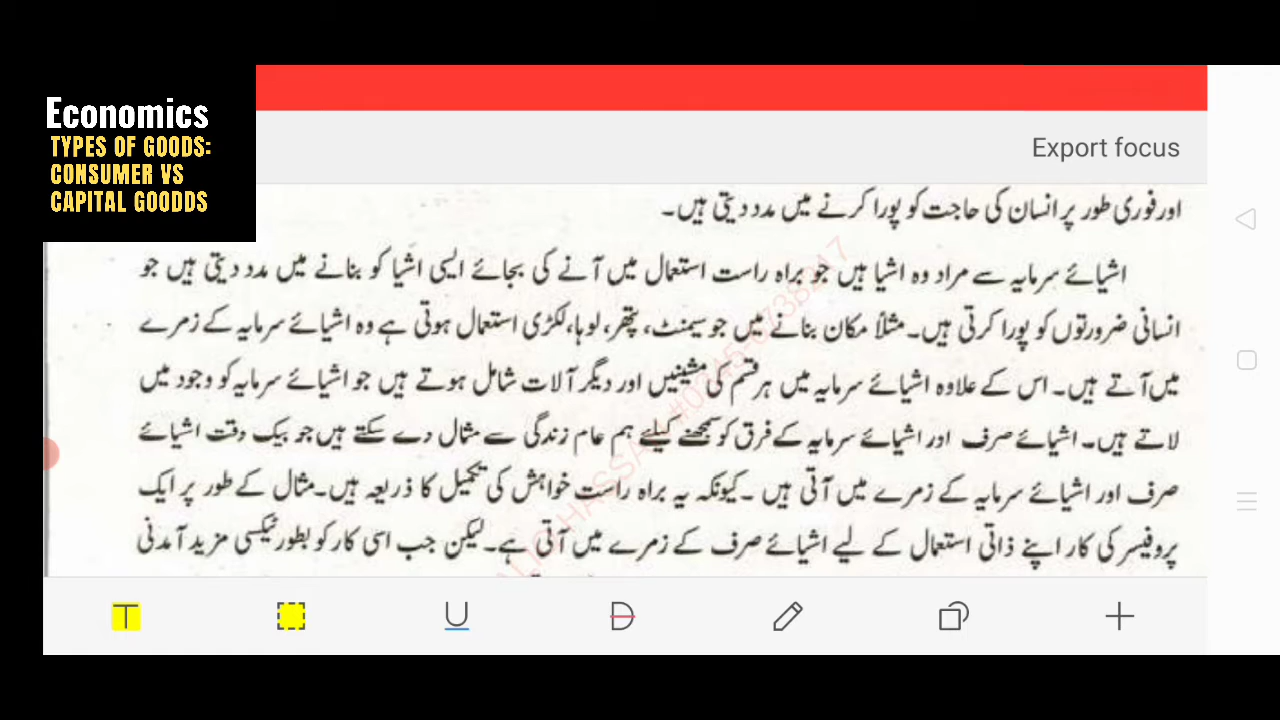 Economics
TYPES OF GOODS:
CONSUMER VS
CAPITAL GOODDS
Export focus
اور فوری طور پر انسان کی حاجت کو پورا کرنے میں مدد دیتی ہیں۔
اشیائے سرمایہ سے مراد وہ اشیا ہیں جو براہ راست استعمال میں آنے کی بجائے ایسی اشیا کو بنانے میں مدد دیتی ہیں جو
انسانی ضرورتوں کو پورا کرتی ہیں۔ مثلاً مکان بنانے میں جو سیمنٹ، پتھر، لوہا، لکڑی استعمال ہوتی ہے وہ اشیائے سرمایہ کے زمرے
میں آتے ہیں۔ اس کے علاوہ اشیائے سرمایہ میں ہر قسم کی مشینیں اور دیگر آلات شامل ہوتے ہیں جو اشیائے سرمایہ کو وجود میں
لاتے ہیں۔ اشیائے صرف اور اشیائے سرمایہ کے فرق کو سمجھنے کیلئے ہم عام زندگی سے مثال دے سکتے ہیں جو بیک وقت اشیائے
صرف اور اشیائے سرمایہ کے زمرے میں آتی ہیں۔ کیونکہ یہ براہ راست خواہش کی تکمیل کا ذریعہ ہیں۔ مثال کے طور پر ایک
پروفیسر کی کار اپنے ذاتی استعمال کے لیے اشیائے صرف کے زمرے میں آتی ہے۔ لیکن جب اسی کار کو بطور ٹیکسی مزید آمدنی